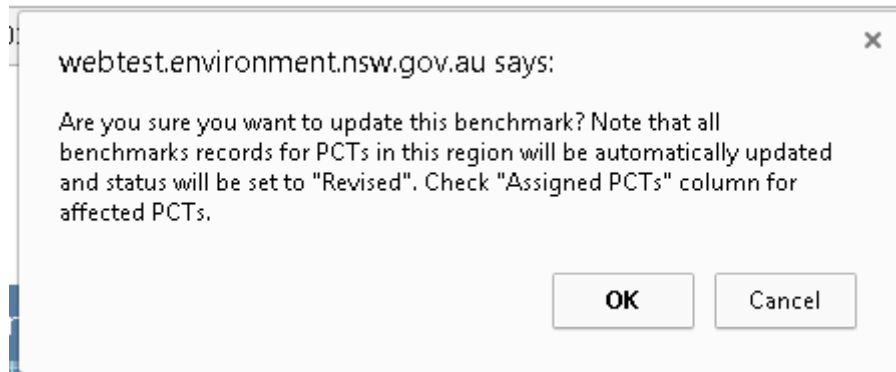 webtest.environment.nsw.gov.au says:
Are you sure you want to update this benchmark? Note that all
benchmarks records for PCTs in this region will be automatically updated
and status will be set to "Revised". Check "Assigned PCTs" column for
affected PCTs.
OK
Cancel